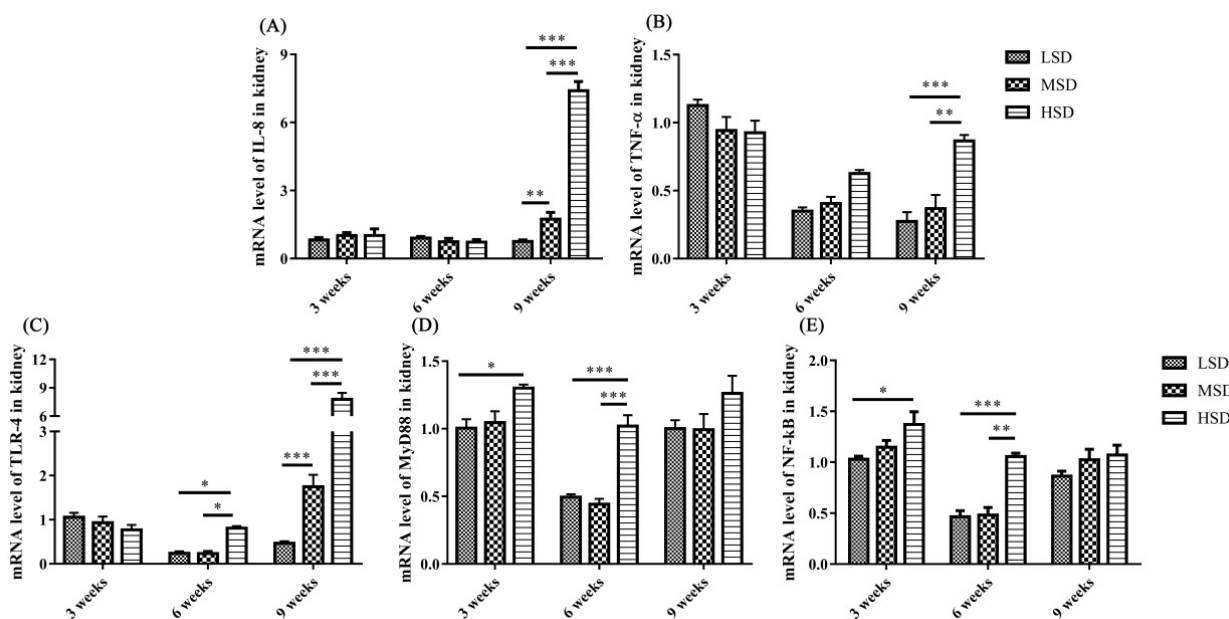 (A)
mRNA level of IL-8 in kidney
9
6
3
0
***
***
**
3 weeks
6 weeks
9 weeks
(B)
mRNA level of TNF-α in kidney
1.5
1.0
0.5
0.0
***
**
3 weeks
6 weeks
9 weeks
LSD
MSD
HSD
(C)
mRNA level of TLR-4 in kidney
12
9
6
3
2
1
0
*
*
***
***
***
3 weeks
6 weeks
9 weeks
(D)
mRNA level of MyD88 in kidney
1.5
1.0
0.5
0.0
*
***
***
3 weeks
6 weeks
9 weeks
(E)
mRNA level of NF-kB in kidney
2.0
1.5
1.0
0.5
0.0
*
***
**
3 weeks
6 weeks
9 weeks
LSD
MSD
HSD